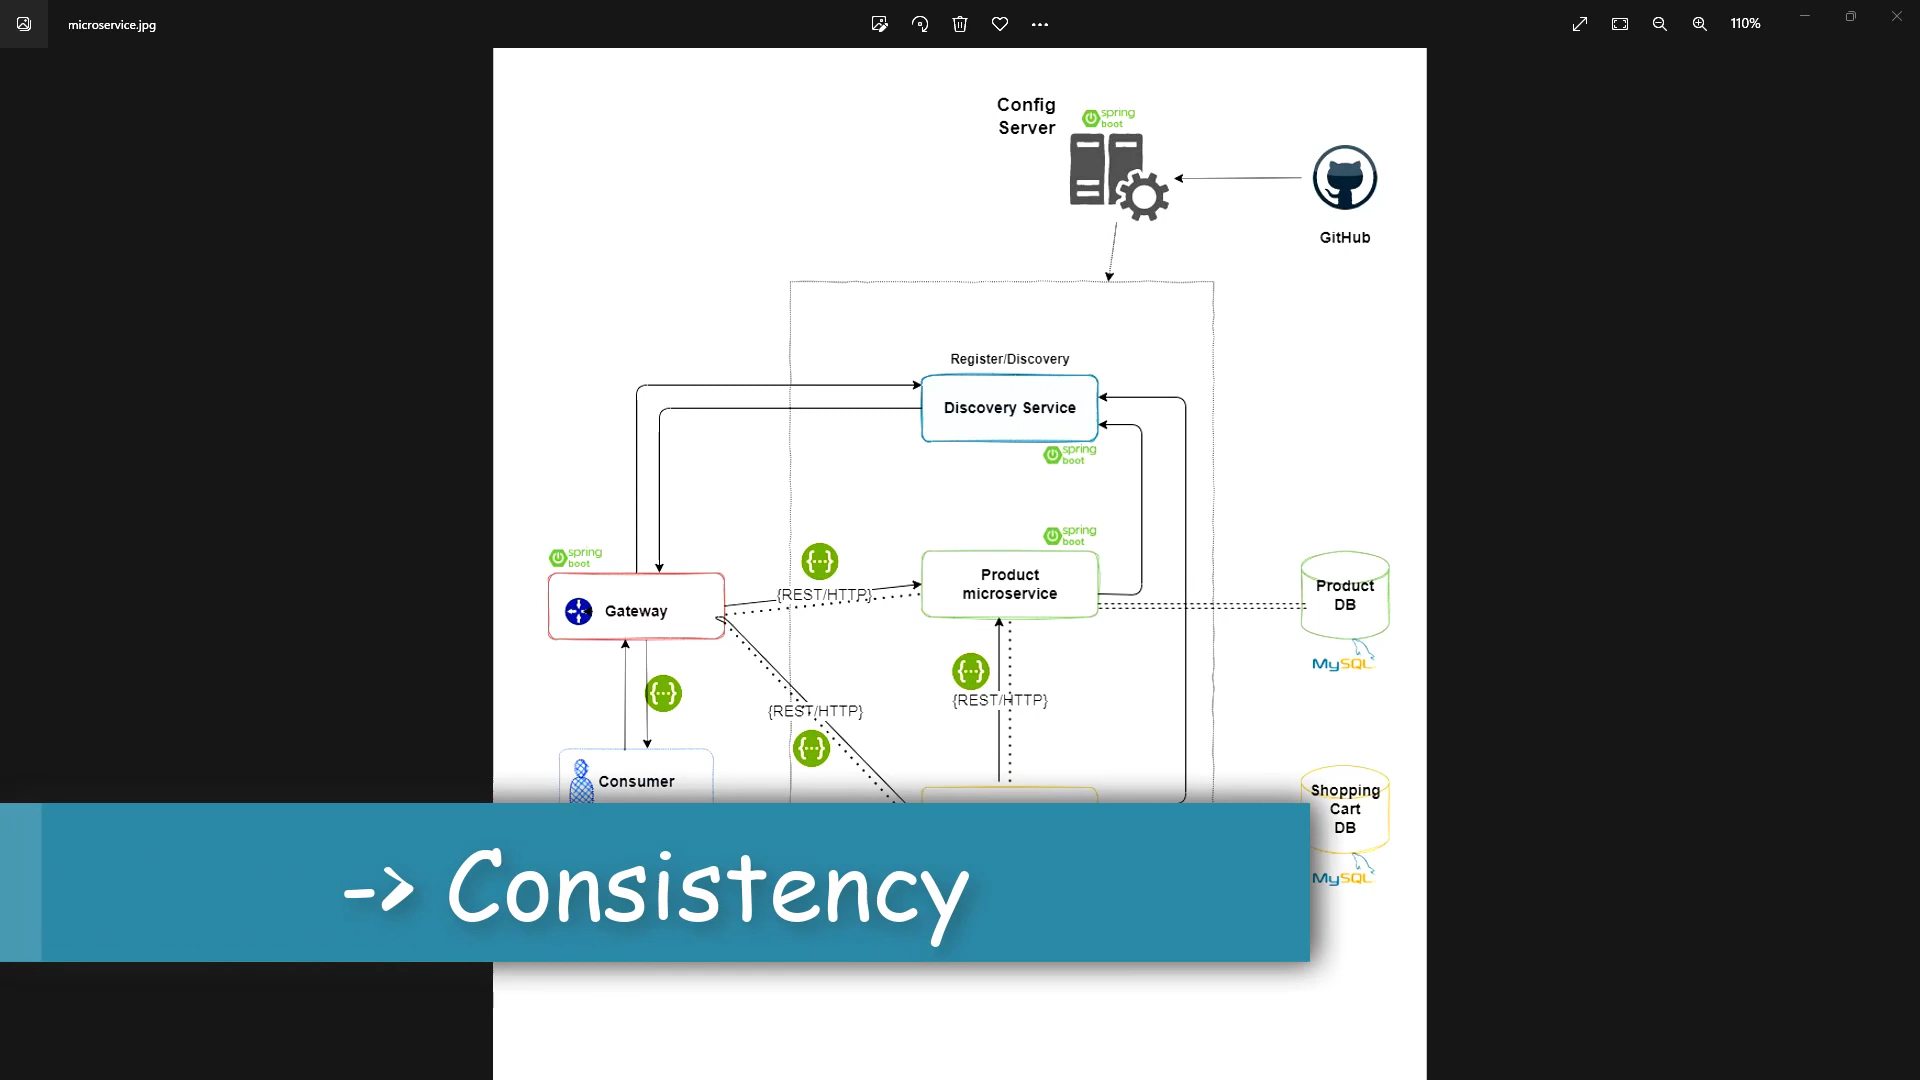 microservice.jpg
110%
Config
Server
spring
boot
GitHub
Register/Discovery
Discovery Service
spring
boot
spring
boot
spring
boot
Product
microservice
Product
DB
{REST/HTTP}
Gateway
MySQL
{REST/HTTP}
{REST/HTTP}
Consumer
Shopping
Cart
DB
MySQL
-> Consistency